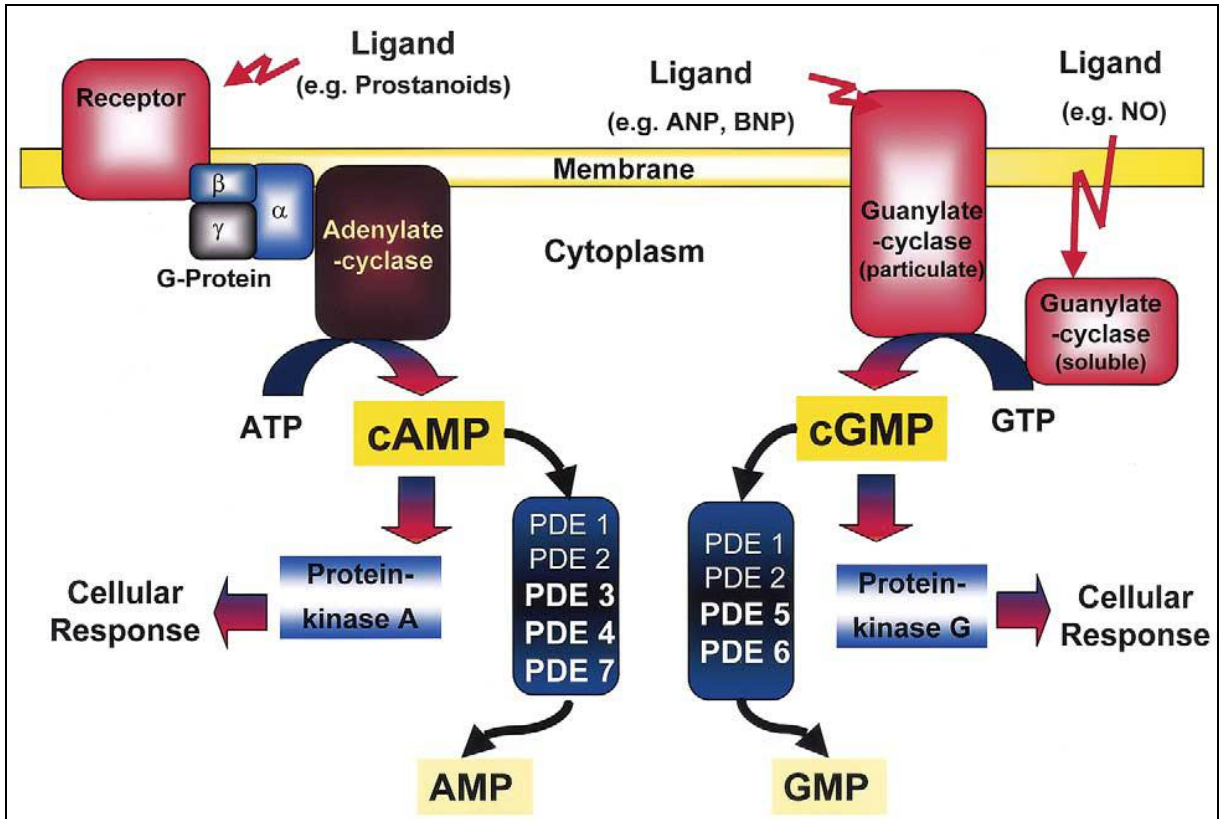 Ligand
(e.g. Prostanoids)
Receptor
Ligand
(e.g. ANP, BNP)
Ligand
(e.g. NO)
Membrane
β
γ
α
G-Protein
Adenylate
-cyclase
Cytoplasm
Guanylate
-cyclase
(particulate)
Guanylate
-cyclase
(soluble)
ATP
cAMP
cGMP
GTP
PDE 1
PDE 2
PDE 3
PDE 4
PDE 7
PDE 1
PDE 2
PDE 5
PDE 6
Protein-
kinase A
Cellular
Response
Protein-
kinase G
Cellular
Response
AMP
GMP